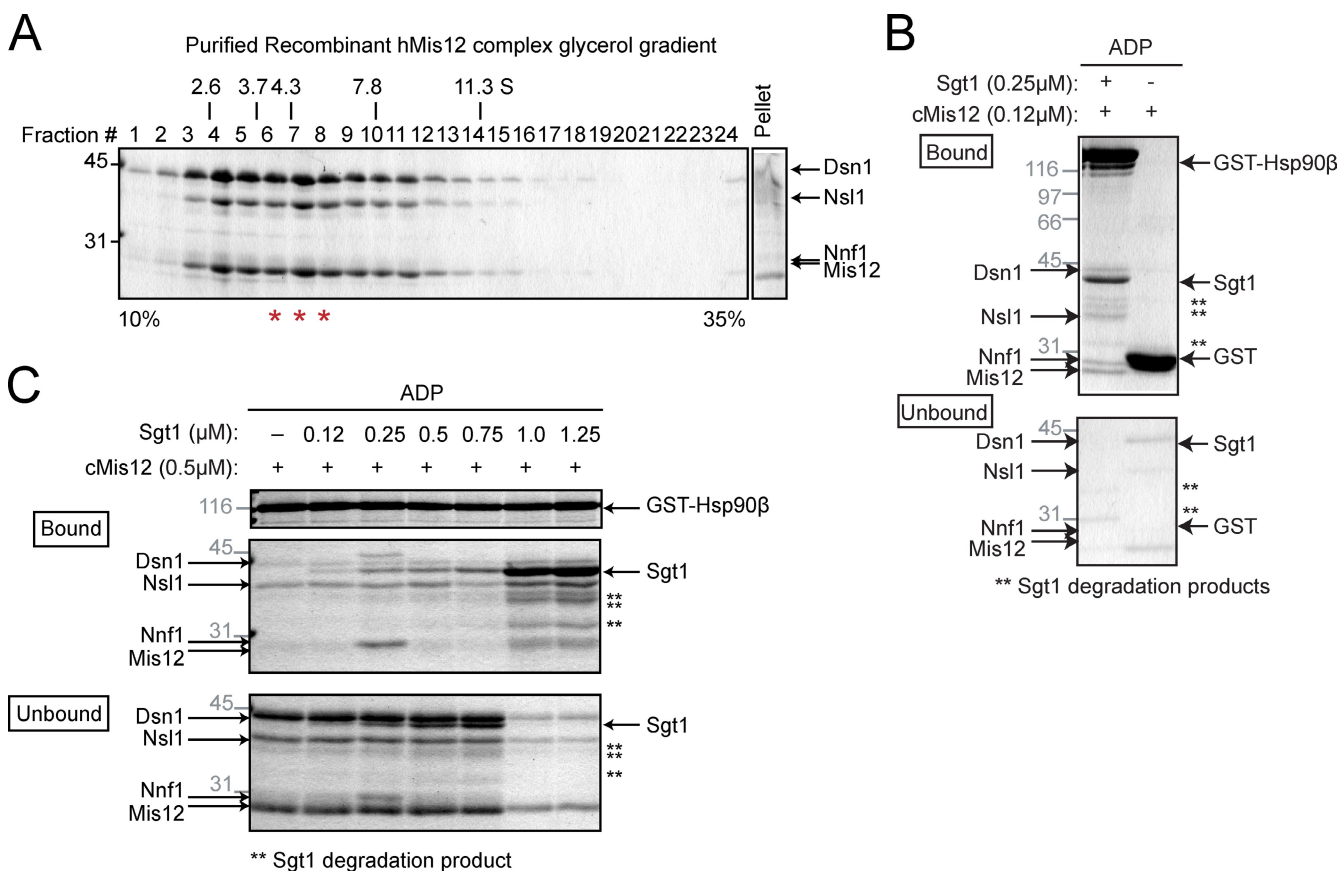 A
Purified Recombinant hMis12 complex glycerol gradient
2.6 3.7 4.3 7.8 11.3 S
Fraction # 1 2 3 4 5 6 7 8 9 10 11 12 13 14 15 16 17 18 19 20 21 22 23 24 Pellet
45
31
Dsn1
Nsl1
Nnf1
Mis12
10% * * * 35%
B
ADP
Sgt1 (0.25µM): + -
cMis12 (0.12µM): + +
Bound
116
97
66
45
31
Dsn1
Nsl1
Nnf1
Mis12
GST-Hsp90β
Sgt1
**
**
**
GST
Unbound
45
31
Dsn1
Nsl1
Nnf1
Mis12
Sgt1
**
**
GST
** Sgt1 degradation products
C
ADP
Sgt1 (µM): – 0.12 0.25 0.5 0.75 1.0 1.25
cMis12 (0.5µM): + + + + + + +
Bound
116
GST-Hsp90β
45
31
Dsn1
Nsl1
Nnf1
Mis12
Sgt1
**
**
**
Unbound
45
31
Dsn1
Nsl1
Nnf1
Mis12
Sgt1
**
**
**
** Sgt1 degradation product